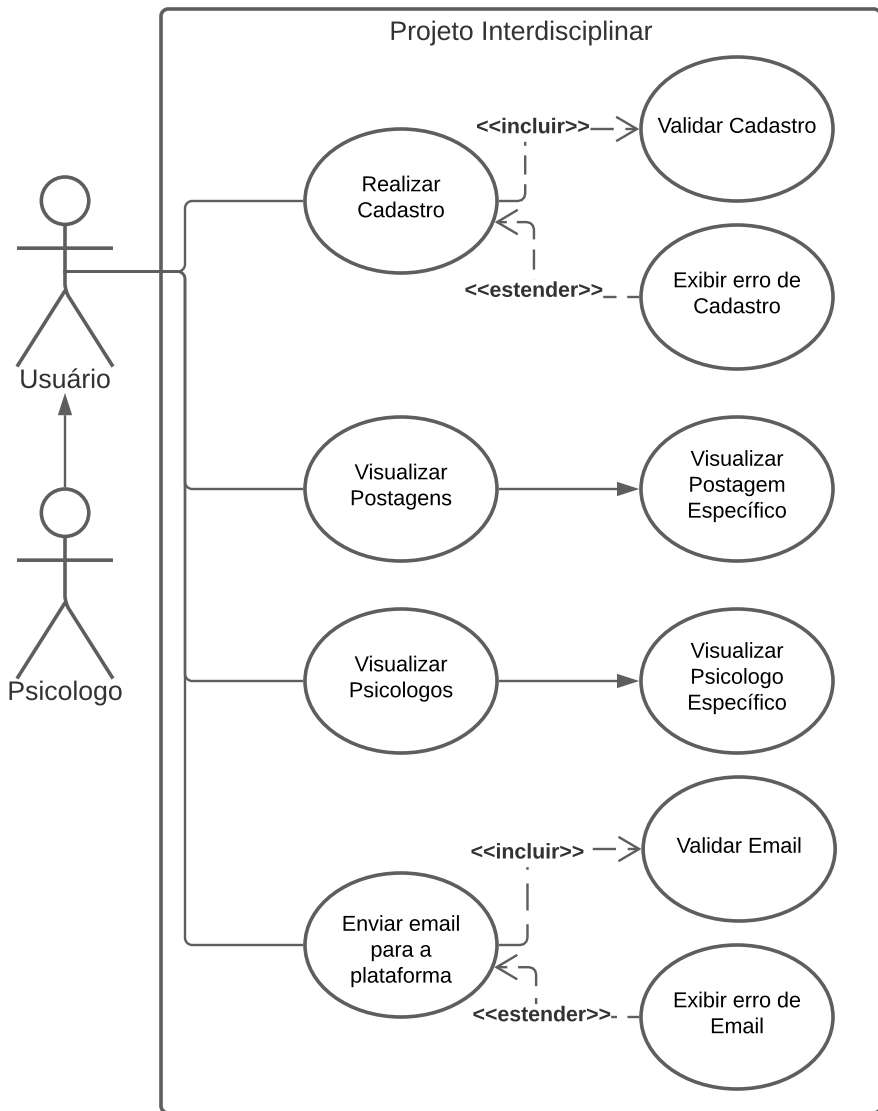 Projeto Interdisciplinar
<<incluir>>
Validar Cadastro
Realizar
Cadastro
<<estender>>
Exibir erro de
Cadastro
Usuário
Visualizar
Postagens
Visualizar
Postagem
Específico
Psicologo
Visualizar
Psicologos
Visualizar
Psicologo
Específico
<<incluir>>
Validar Email
Enviar email
para a
plataforma
<<estender>>
Exibir erro de
Email